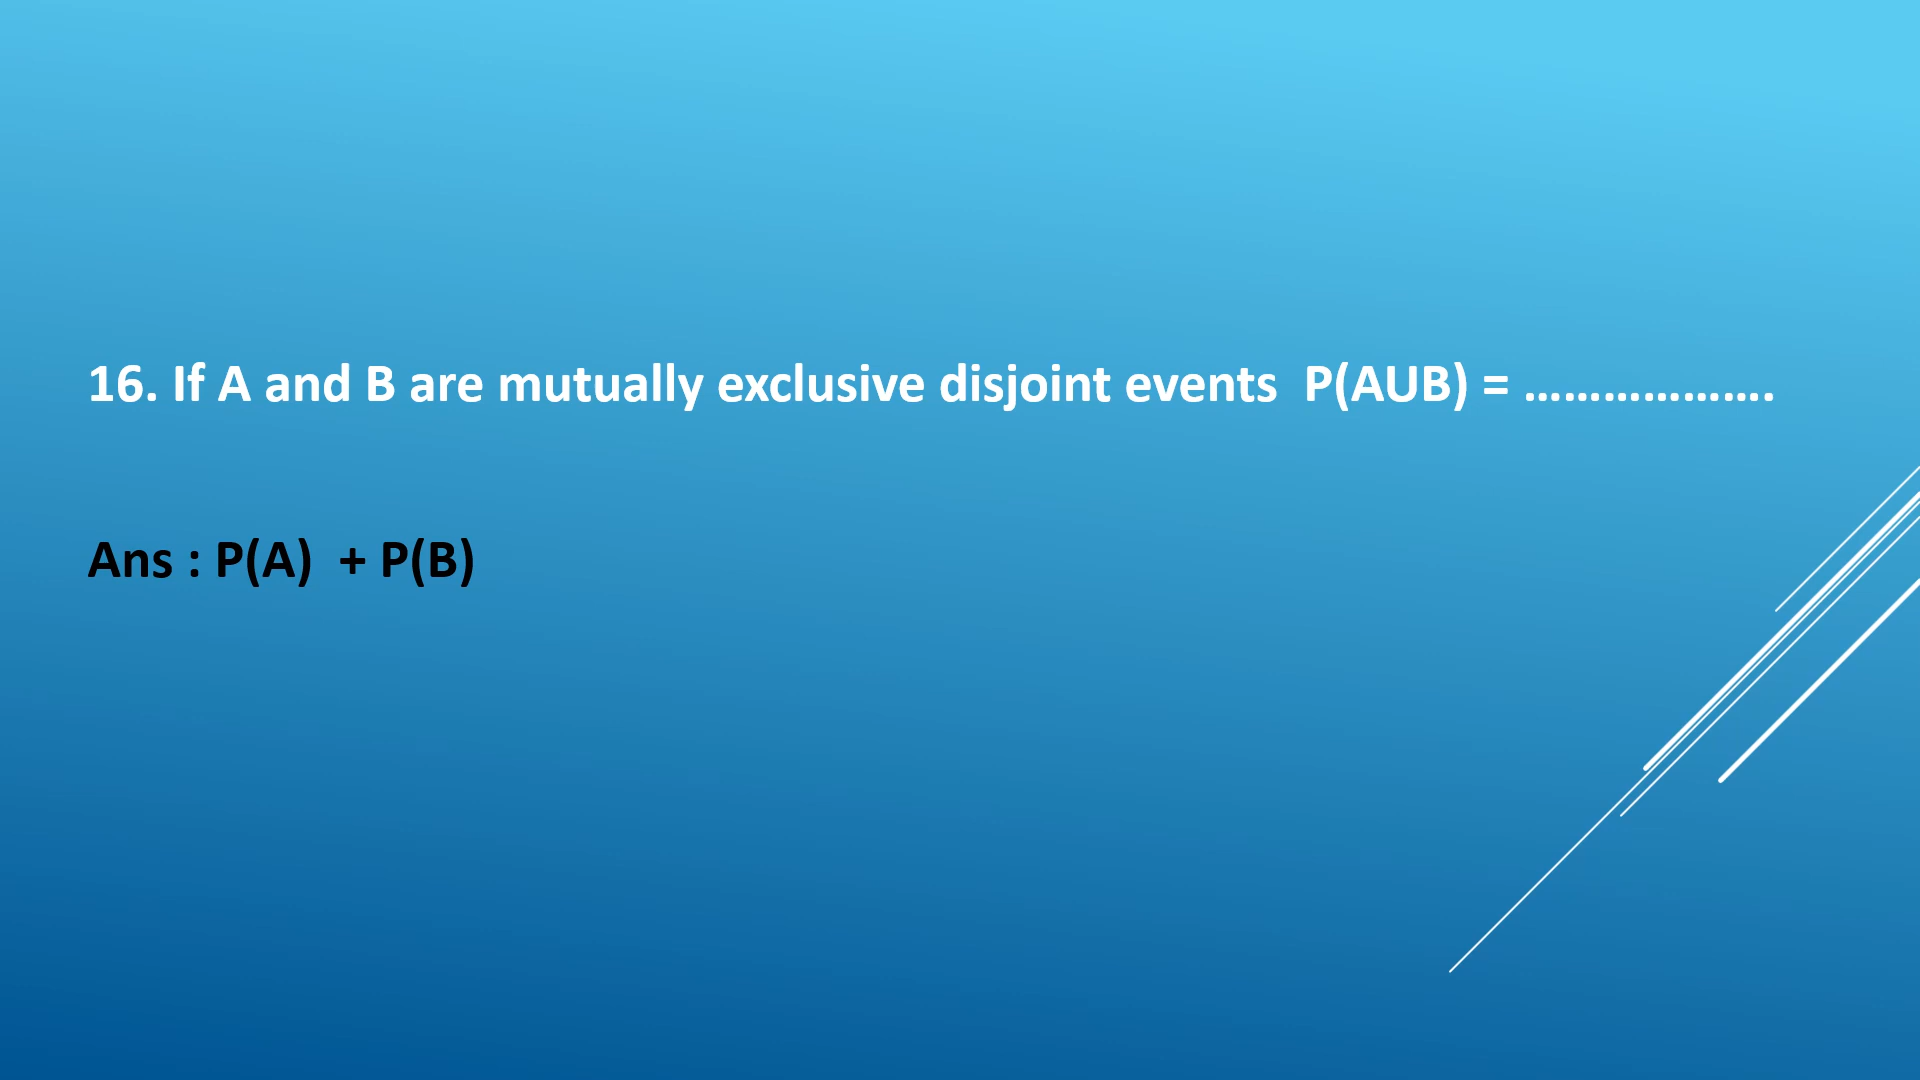 16. If A and B are mutually exclusive disjoint events  P(AUB) = ...................
Ans : P(A)  + P(B)